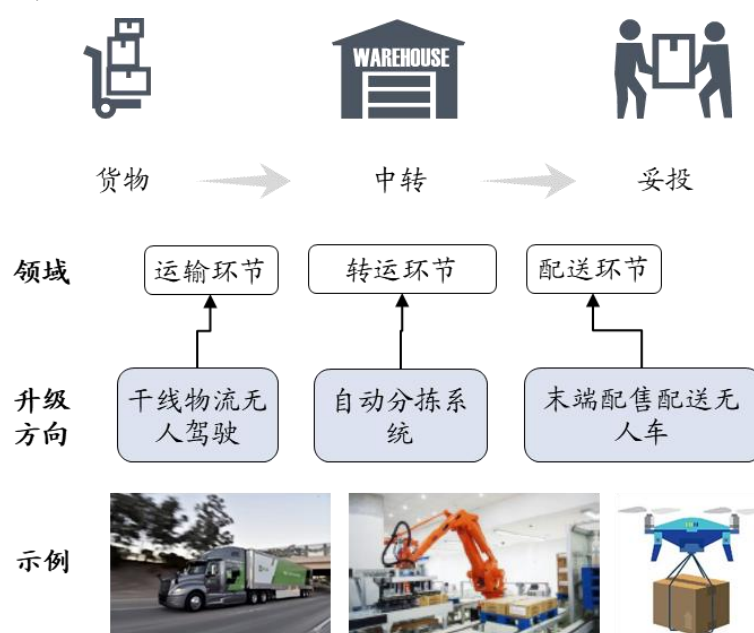 WAREHOUSE
货物
中转
妥投
领域
运输环节
转运环节
配送环节
升级
方向
干线物流无
人驾驶
自动分拣系
统
末端配售配送无
人车
示例